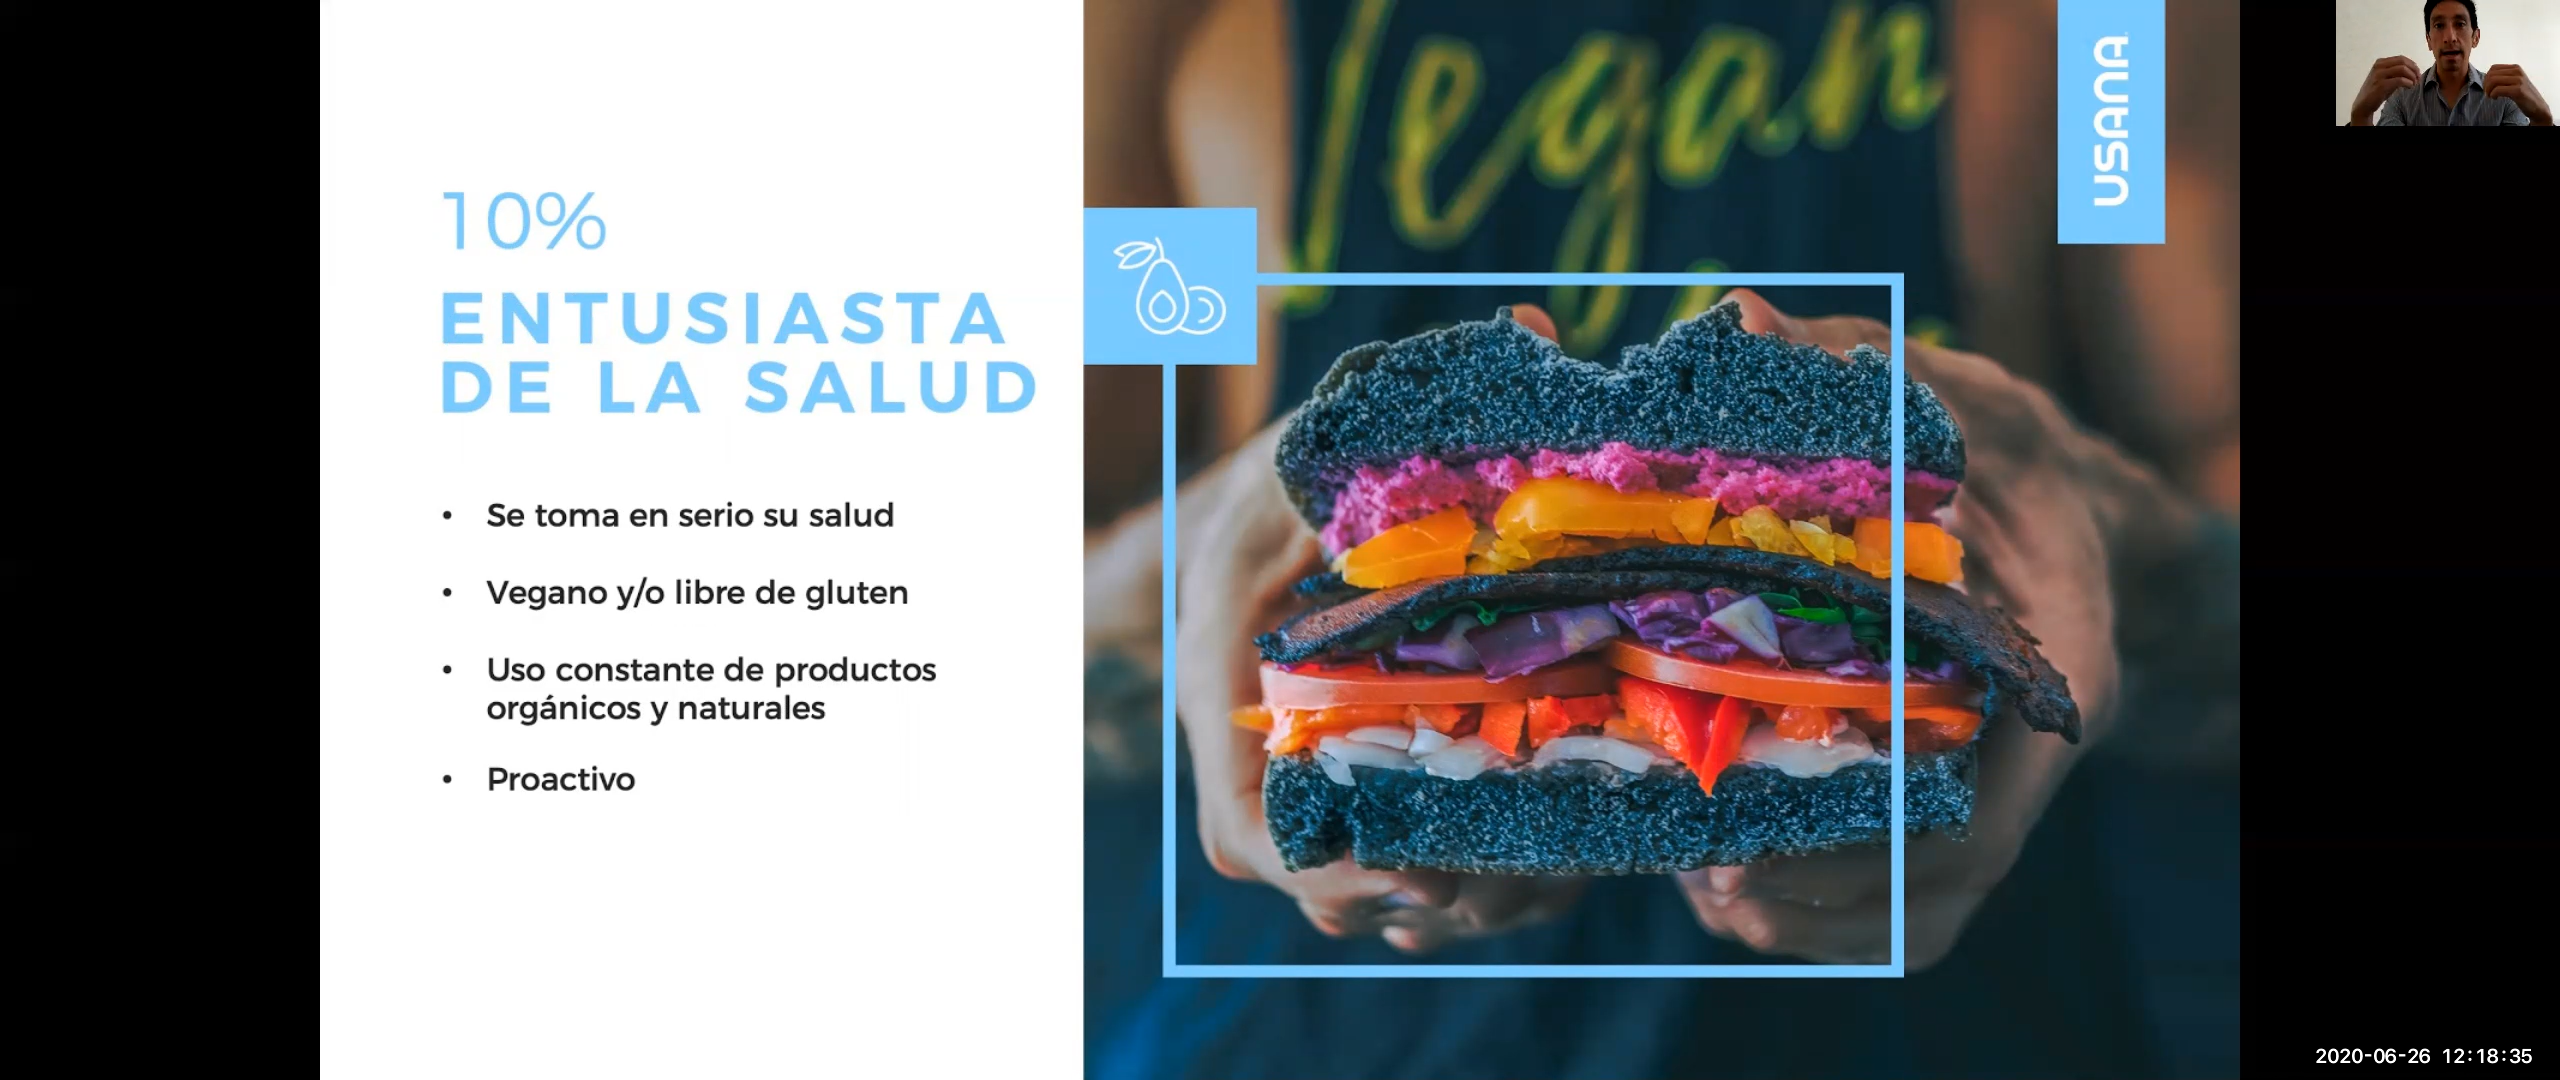 10%
ENTUSIASTA
DE LA SALUD
• Se toma en serio su salud
• Vegano y/o libre de gluten
• Uso constante de productos
orgánicos y naturales
• Proactivo
Vegan
USANA
2020-06-26 12:18:35